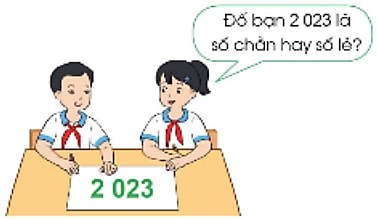 Đố bạn 2 023 là
số chẵn hay số lẻ?
2 023